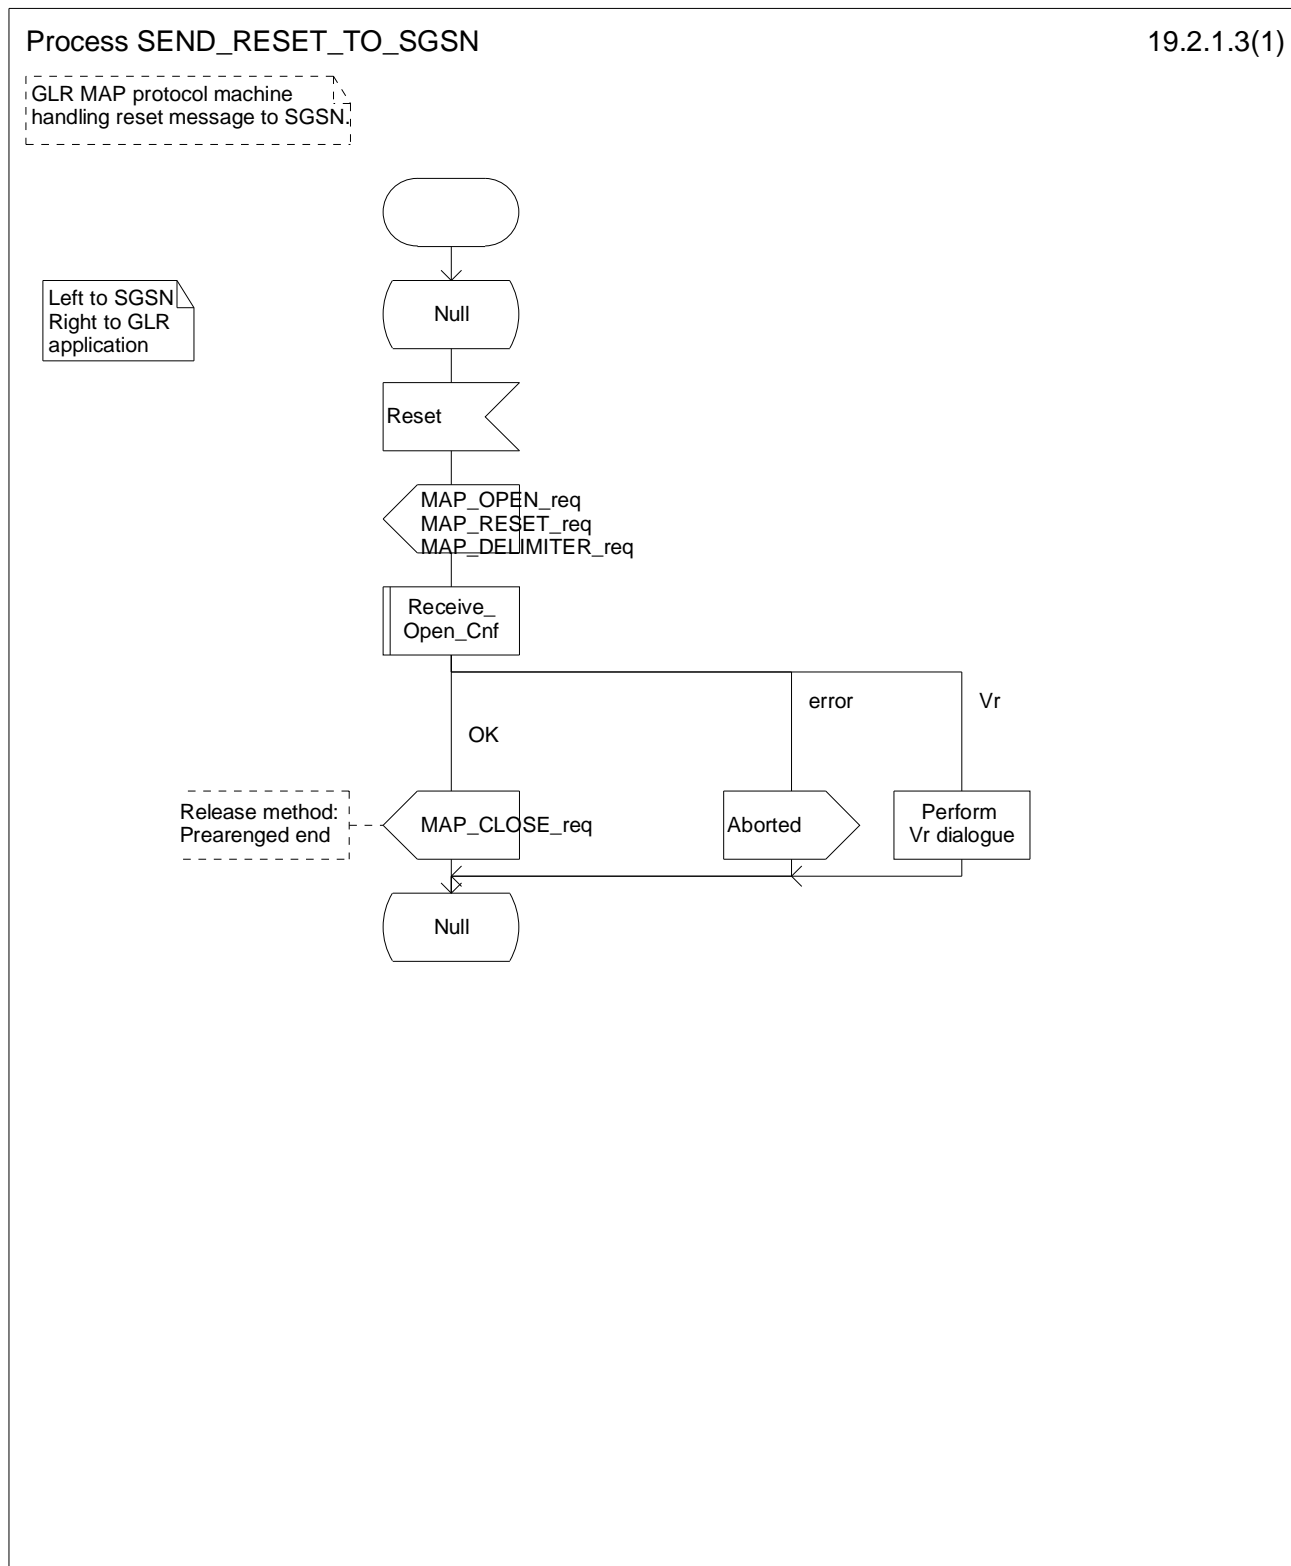 Process SEND_RESET_TO_SGSN
19.2.1.3(1)
GLR MAP protocol machine
handling reset message to SGSN.
Left to SGSN
Right to GLR
application
Null
Reset
MAP_OPEN_req
MAP_RESET_req
MAP_DELIMITER_req
Receive_
Open_Cnf
error
Vr
OK
Release method:
Prearenged end
MAP_CLOSE_req
Aborted
Perform
Vr dialogue
Null